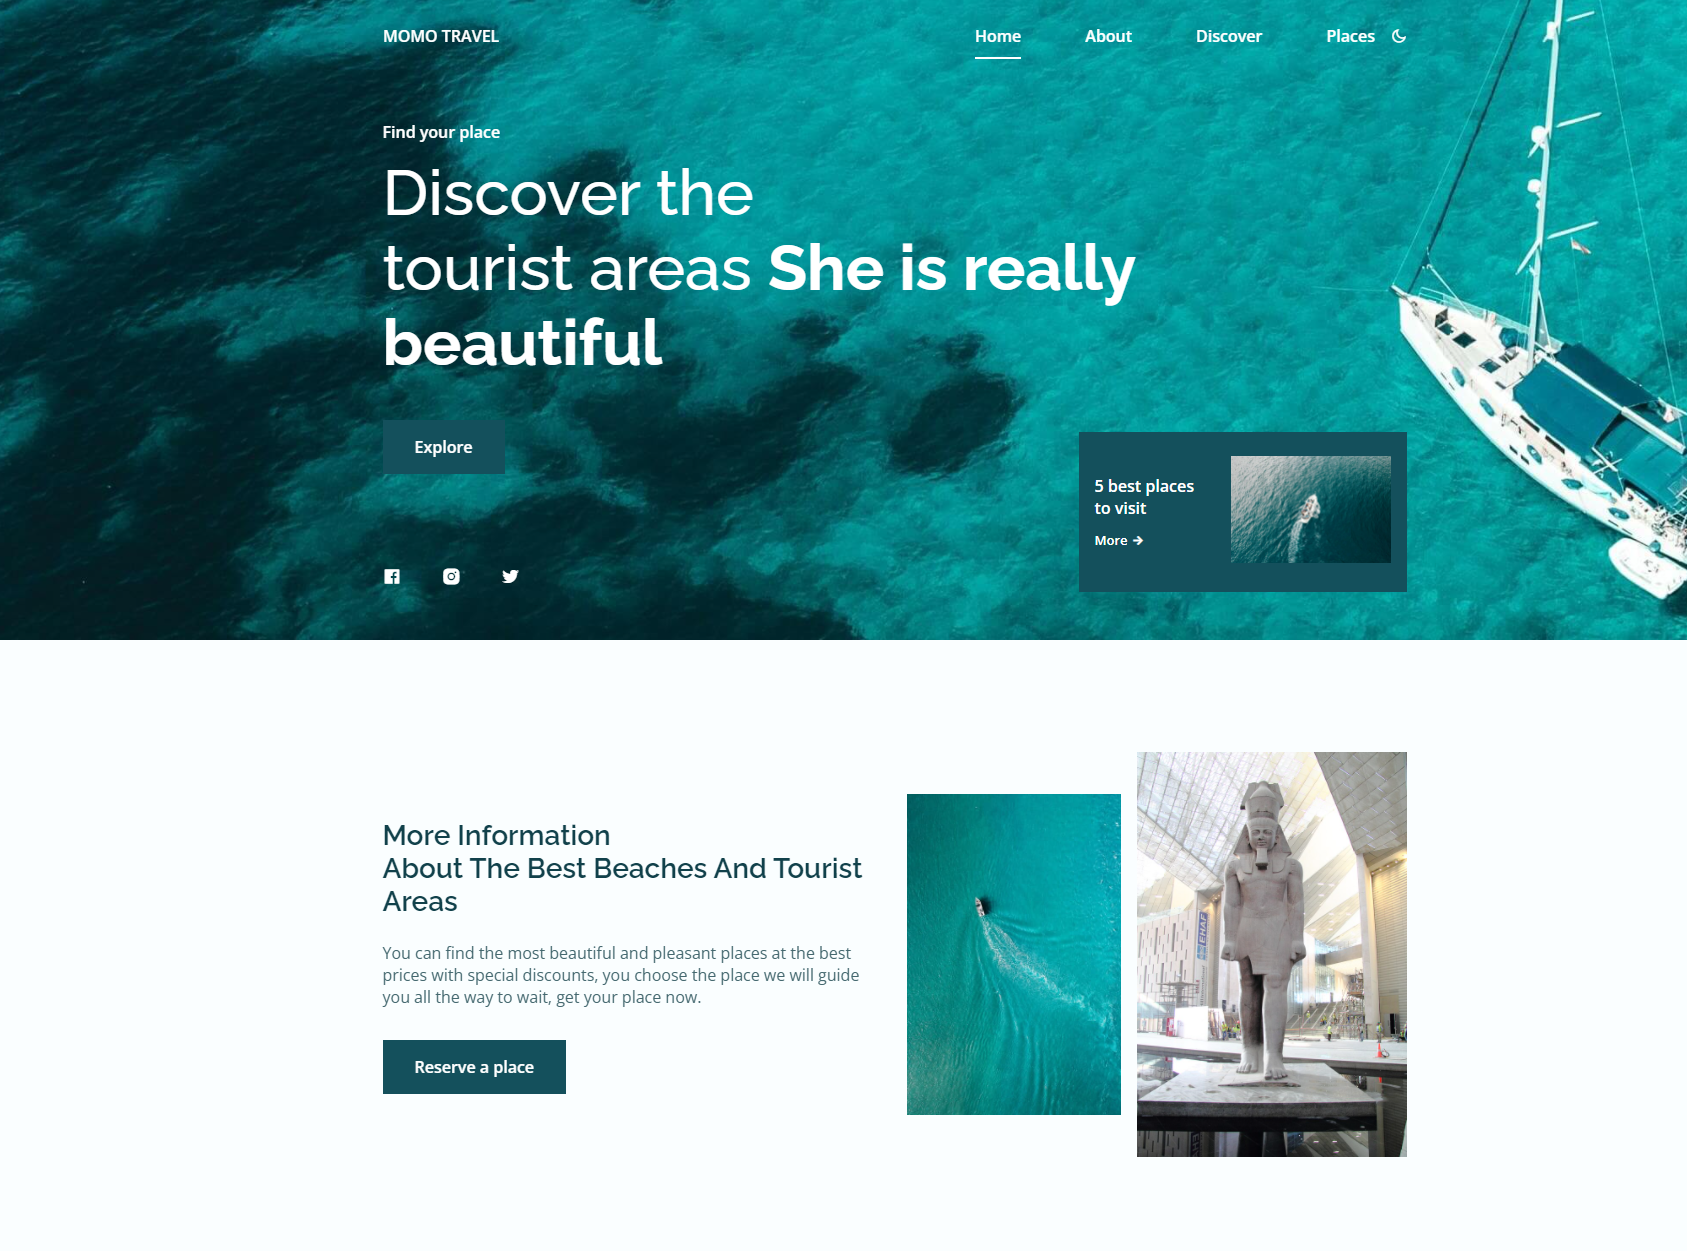 MOMO TRAVEL
Home
About
Discover
Places
Find your place
Discover the
tourist areas She is really
beautiful
Explore
5 best places
to visit
More
More Information
About The Best Beaches And Tourist
Areas
You can find the most beautiful and pleasant places at the best
prices with special discounts, you choose the place we will guide
you all the way to wait, get your place now.
Reserve a place
EHAF